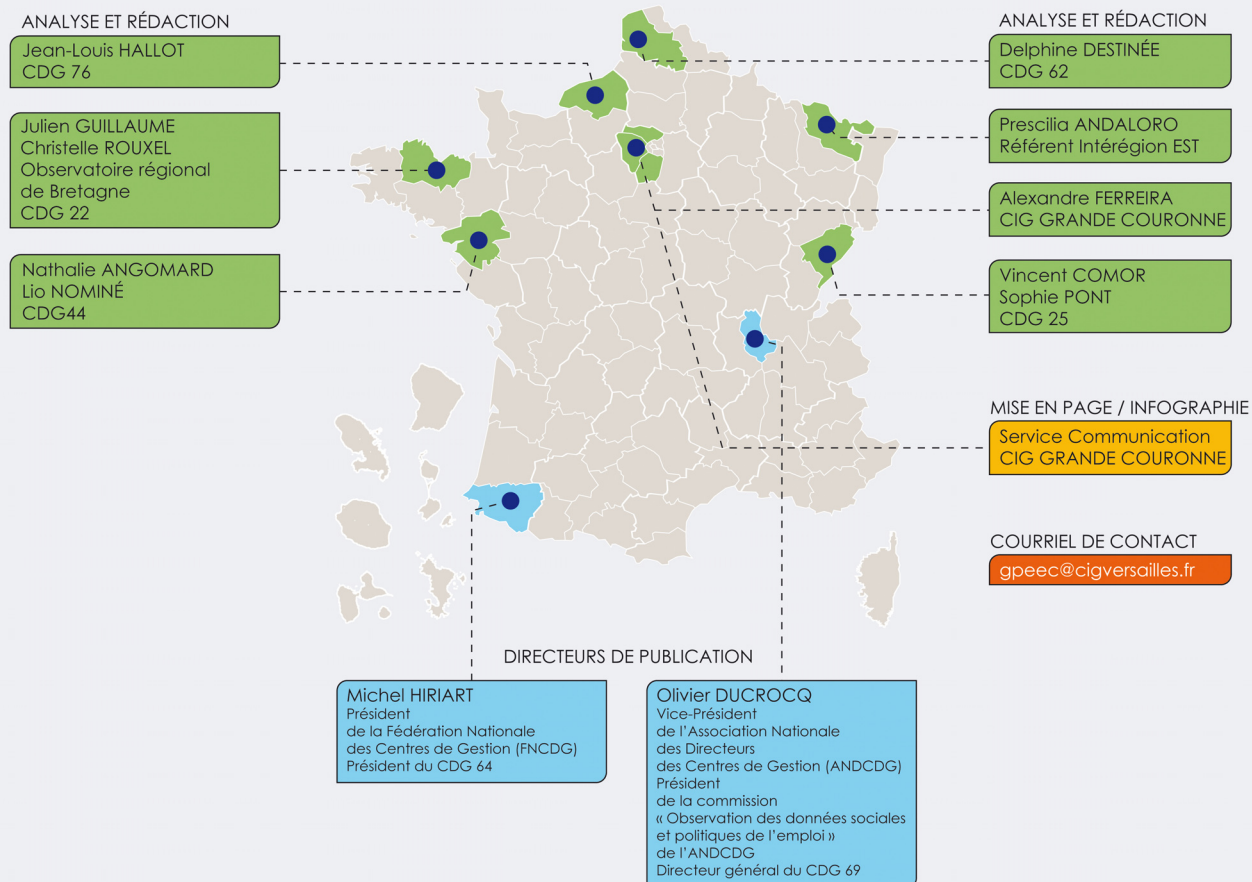 ANALYSE ET RÉDACTION
Jean-Louis HALLOT
CDG 76
Julien GUILLAUME
Christelle ROUXEL
Observatoire régional
de Bretagne
CDG 22
Nathalie ANGOMARD
Lio NOMINÉ
CDG44
ANALYSE ET RÉDACTION
Delphine DESTINÉE
CDG 62
Prescilia ANDALORO
Référent Intérégion EST
Alexandre FERREIRA
CIG GRANDE COURONNE
Vincent COMOR
Sophie PONT
CDG 25
MISE EN PAGE / INFOGRAPHIE
Service Communication
CIG GRANDE COURONNE
COURRIEL DE CONTACT
gpeec@cigversailles.fr
DIRECTEURS DE PUBLICATION
Michel HIRIART
Président
de la Fédération Nationale
des Centres de Gestion (FNCDG)
Président du CDG 64
Olivier DUCROCQ
Vice-Président
de l'Association Nationale
des Directeurs
des Centres de Gestion (ANDCDG)
Président
de la commission
« Observation des données sociales
et politiques de l'emploi »
de l'ANDCDG
Directeur général du CDG 69